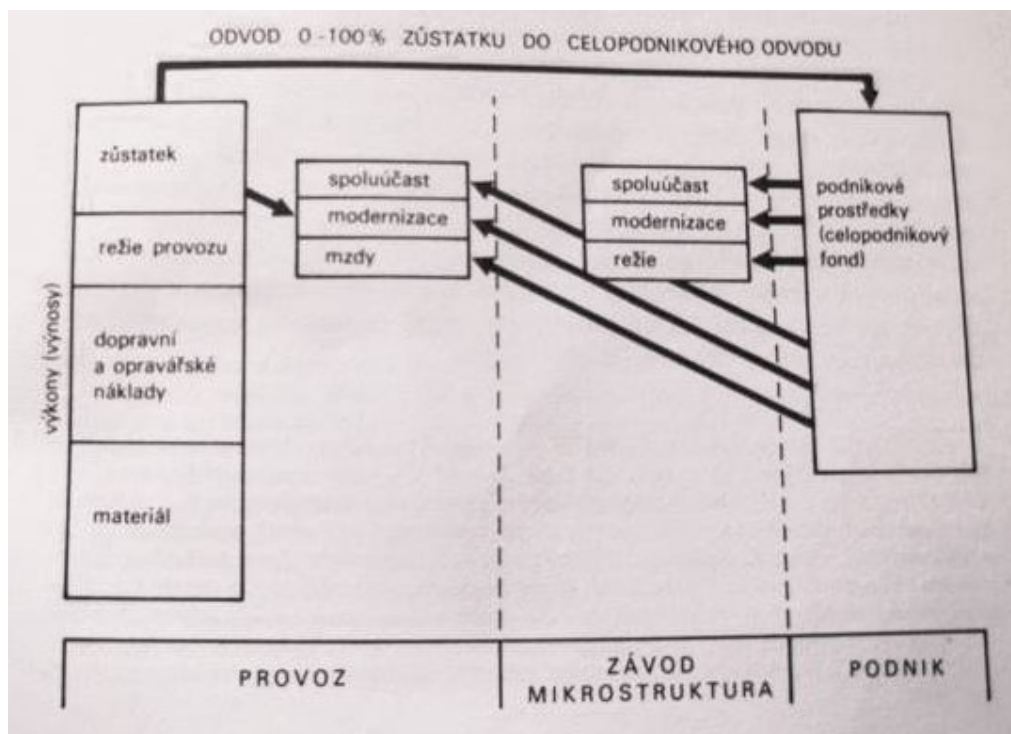 ODVOD 0-100% ZŮSTATKU DO CELOPODNIKOVÉHO ODVODU
výkony (výnosy)
zůstatek
režie provozu
dopravní
a opravářské
náklady
materiál
spoluúčast
modernizace
mzdy
spoluúčast
modernizace
režie
podnikové
prostředky
(celopodnikový
fond)
PROVOZ
ZÁVOD
MIKROSTRUKTURA
PODNIK